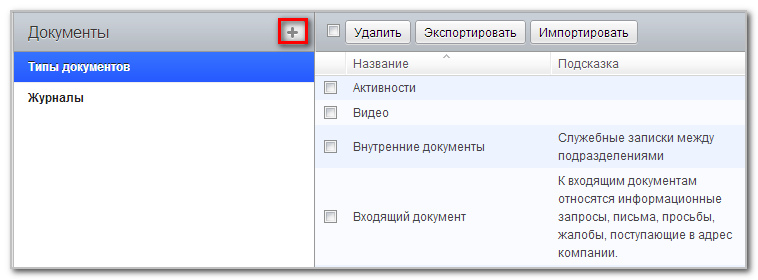 Документы
Удалить Экспортировать Импортировать
Типы документов
Журналы
Название Подсказка
Активности
Видео
Внутренние документы
Служебные записки между
подразделениями
Входящий документ
К входящим документам
относятся информационные
запросы, письма, просьбы,
жалобы, поступающие в адрес
компании.